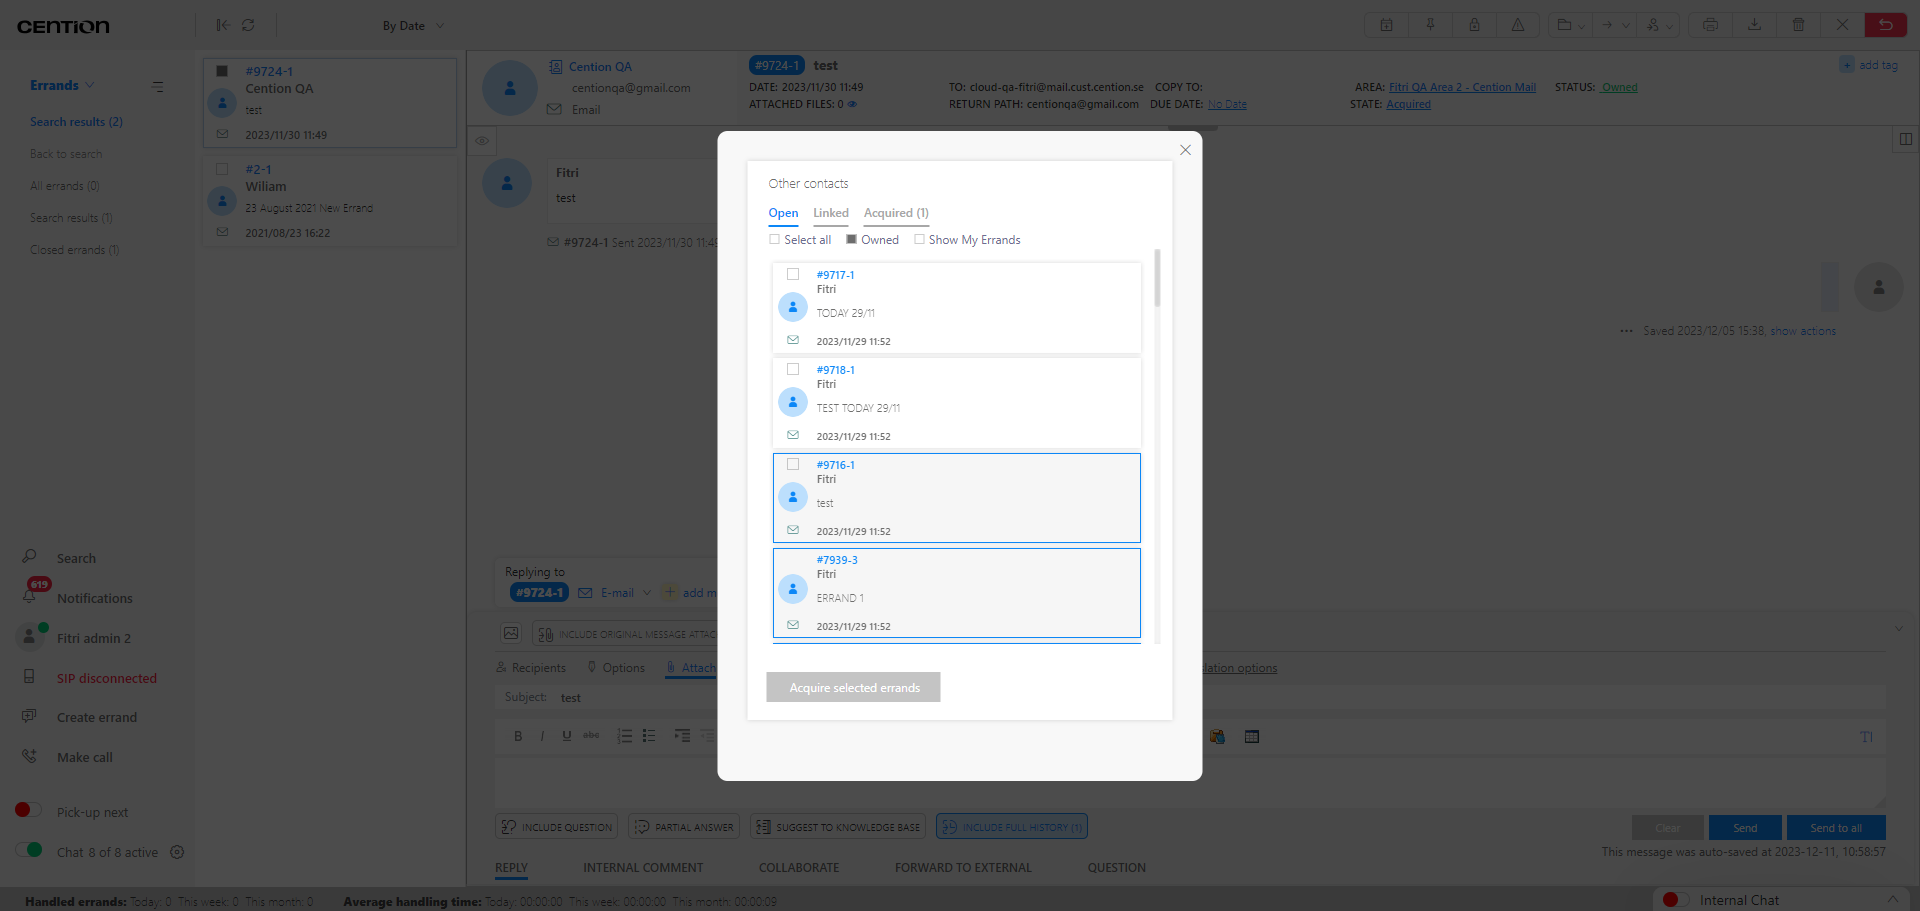 CENTION
By Date
Errands
Search results (2)
Back to search
All errands (0)
Search results (1)
Closed errands (1)
#9724-1
Cention QA
test
2023/11/30 11:49
#2-1
Wiliam
23 August 2021 New Errand
2021/08/23 16:22
Cention QA
centionqa@gmail.com
Email
#9724-1 test
add tag
DATE: 2023/11/30 11:49 TO: cloud-qa-fitri@mail.cust.cention.se COPY TO: AREA: Fitri QA Area 2 - Cention Mail STATUS: Owned
ATTACHED FILES: 0 RETURN PATH: centionqa@gmail.com DUE DATE: No Date STATE: Acquired
Fitri
test
#9724-1 Sent 2023/11/30 11:49
Saved 2023/12/05 15:38, show actions
Other contacts
Open Linked Acquired (1)
Select all Owned Show My Errands
#9717-1
Fitri
TODAY 29/11
2023/11/29 11:52
#9718-1
Fitri
TEST TODAY 29/11
2023/11/29 11:52
#9716-1
Fitri
test
2023/11/29 11:52
#7939-3
Fitri
ERRAND 1
2023/11/29 11:52
Acquire selected errands
Replying to
#9724-1 E-mail + add m
INCLUDE ORIGINAL MESSAGE ATTAC
Recipients Options Attach lation options
Subject: test
B I U abc
TI
INCLUDE QUESTION PARTIAL ANSWER SUGGEST TO KNOWLEDGE BASE INCLUDE FULL HISTORY (1)
Clear Send Send to all
This message was auto-saved at 2023-12-11, 10:58:57
REPLY INTERNAL COMMENT COLLABORATE FORWARD TO EXTERNAL QUESTION
Search
619
Notifications
Fitri admin 2
SIP disconnected
Create errand
Make call
Pick-up next
Chat 8 of 8 active
Handled errands: Today: 0 This week: 0 This month: 0 Average handling time: Today: 00:00:00 This week: 00:00:00 This month: 00:00:09
Internal Chat